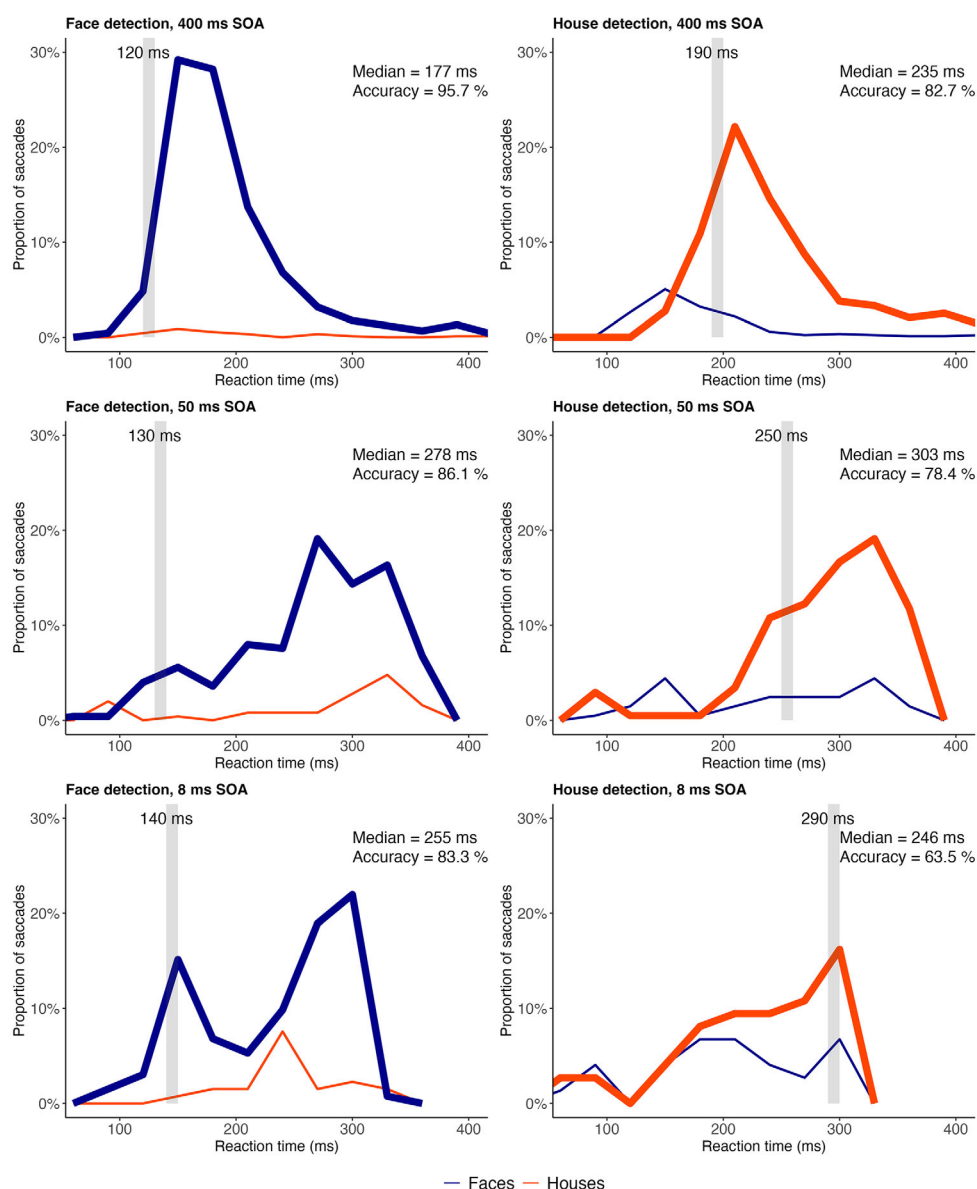 Face detection, 400 ms SOA
30%
20%
10%
0%
Proportion of saccades
120 ms
Median = 177 ms
Accuracy = 95.7 %
100 200 300 400
Reaction time (ms)
House detection, 400 ms SOA
30%
20%
10%
0%
Proportion of saccades
190 ms
Median = 235 ms
Accuracy = 82.7 %
100 200 300 400
Reaction time (ms)
Face detection, 50 ms SOA
30%
20%
10%
0%
Proportion of saccades
130 ms
Median = 278 ms
Accuracy = 86.1 %
100 200 300 400
Reaction time (ms)
House detection, 50 ms SOA
30%
20%
10%
0%
Proportion of saccades
250 ms
Median = 303 ms
Accuracy = 78.4 %
100 200 300 400
Reaction time (ms)
Face detection, 8 ms SOA
30%
20%
10%
0%
Proportion of saccades
140 ms
Median = 255 ms
Accuracy = 83.3 %
100 200 300 400
Reaction time (ms)
House detection, 8 ms SOA
30%
20%
10%
0%
Proportion of saccades
290 ms
Median = 246 ms
Accuracy = 63.5 %
100 200 300 400
Reaction time (ms)
Faces Houses